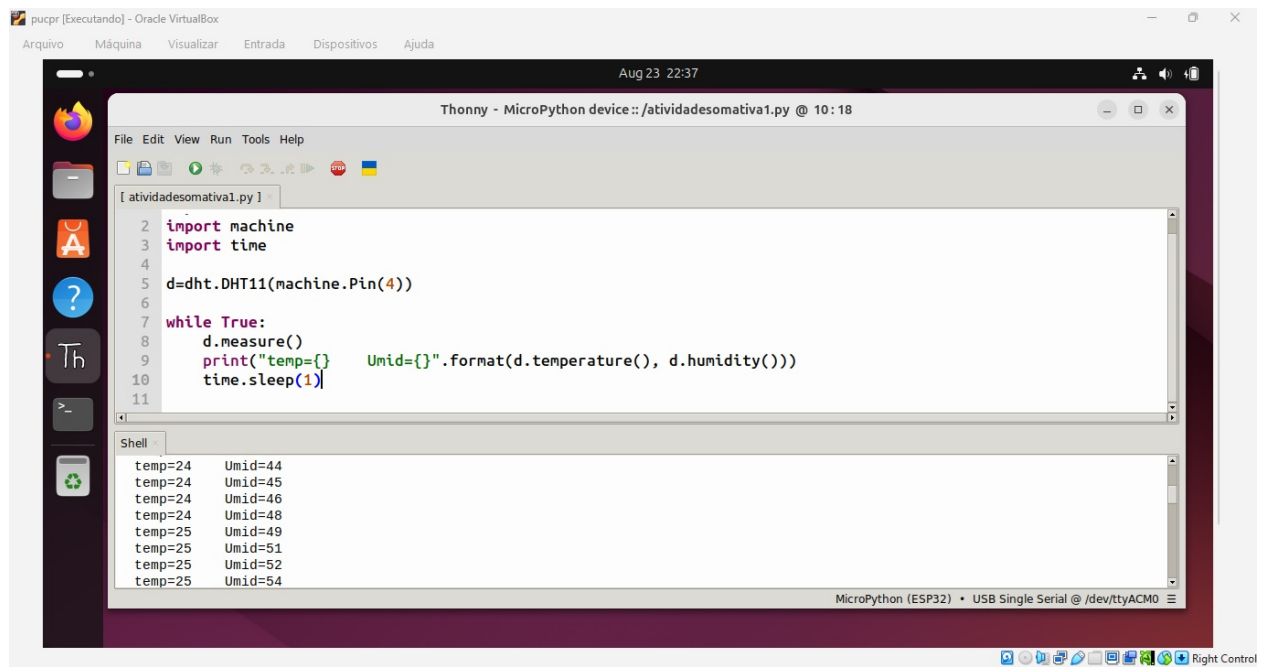 pucpr [Executando] - Oracle VirtualBox
Arquivo Máquina Visualizar Entrada Dispositivos Ajuda
Aug 23 22:37
Thonny - MicroPython device :: /atividadesomativa1.py @ 10 : 18
File Edit View Run Tools Help
STOP
[ atividadesomativa1.py ]
2 import machine
3 import time
4
5 d=dht.DHT11(machine.Pin(4))
6
7 while True:
8     d.measure()
9     print("temp={}    Umid={}".format(d.temperature(), d.humidity()))
10     time.sleep(1)
11
Shell
temp=24    Umid=44
temp=24    Umid=45
temp=24    Umid=46
temp=24    Umid=48
temp=25    Umid=49
temp=25    Umid=51
temp=25    Umid=52
temp=25    Umid=54
MicroPython (ESP32) • USB Single Serial @ /dev/ttyACM0 ☰
Th
Right Control